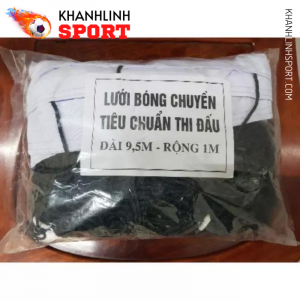 KHANHLINH
SPORT
KHANHLINHSPORT.COM
LƯỚI BÓNG CHUYỀN
TIÊU CHUẨN THI ĐẤU
DÀI 9,5M - RỘNG 1M